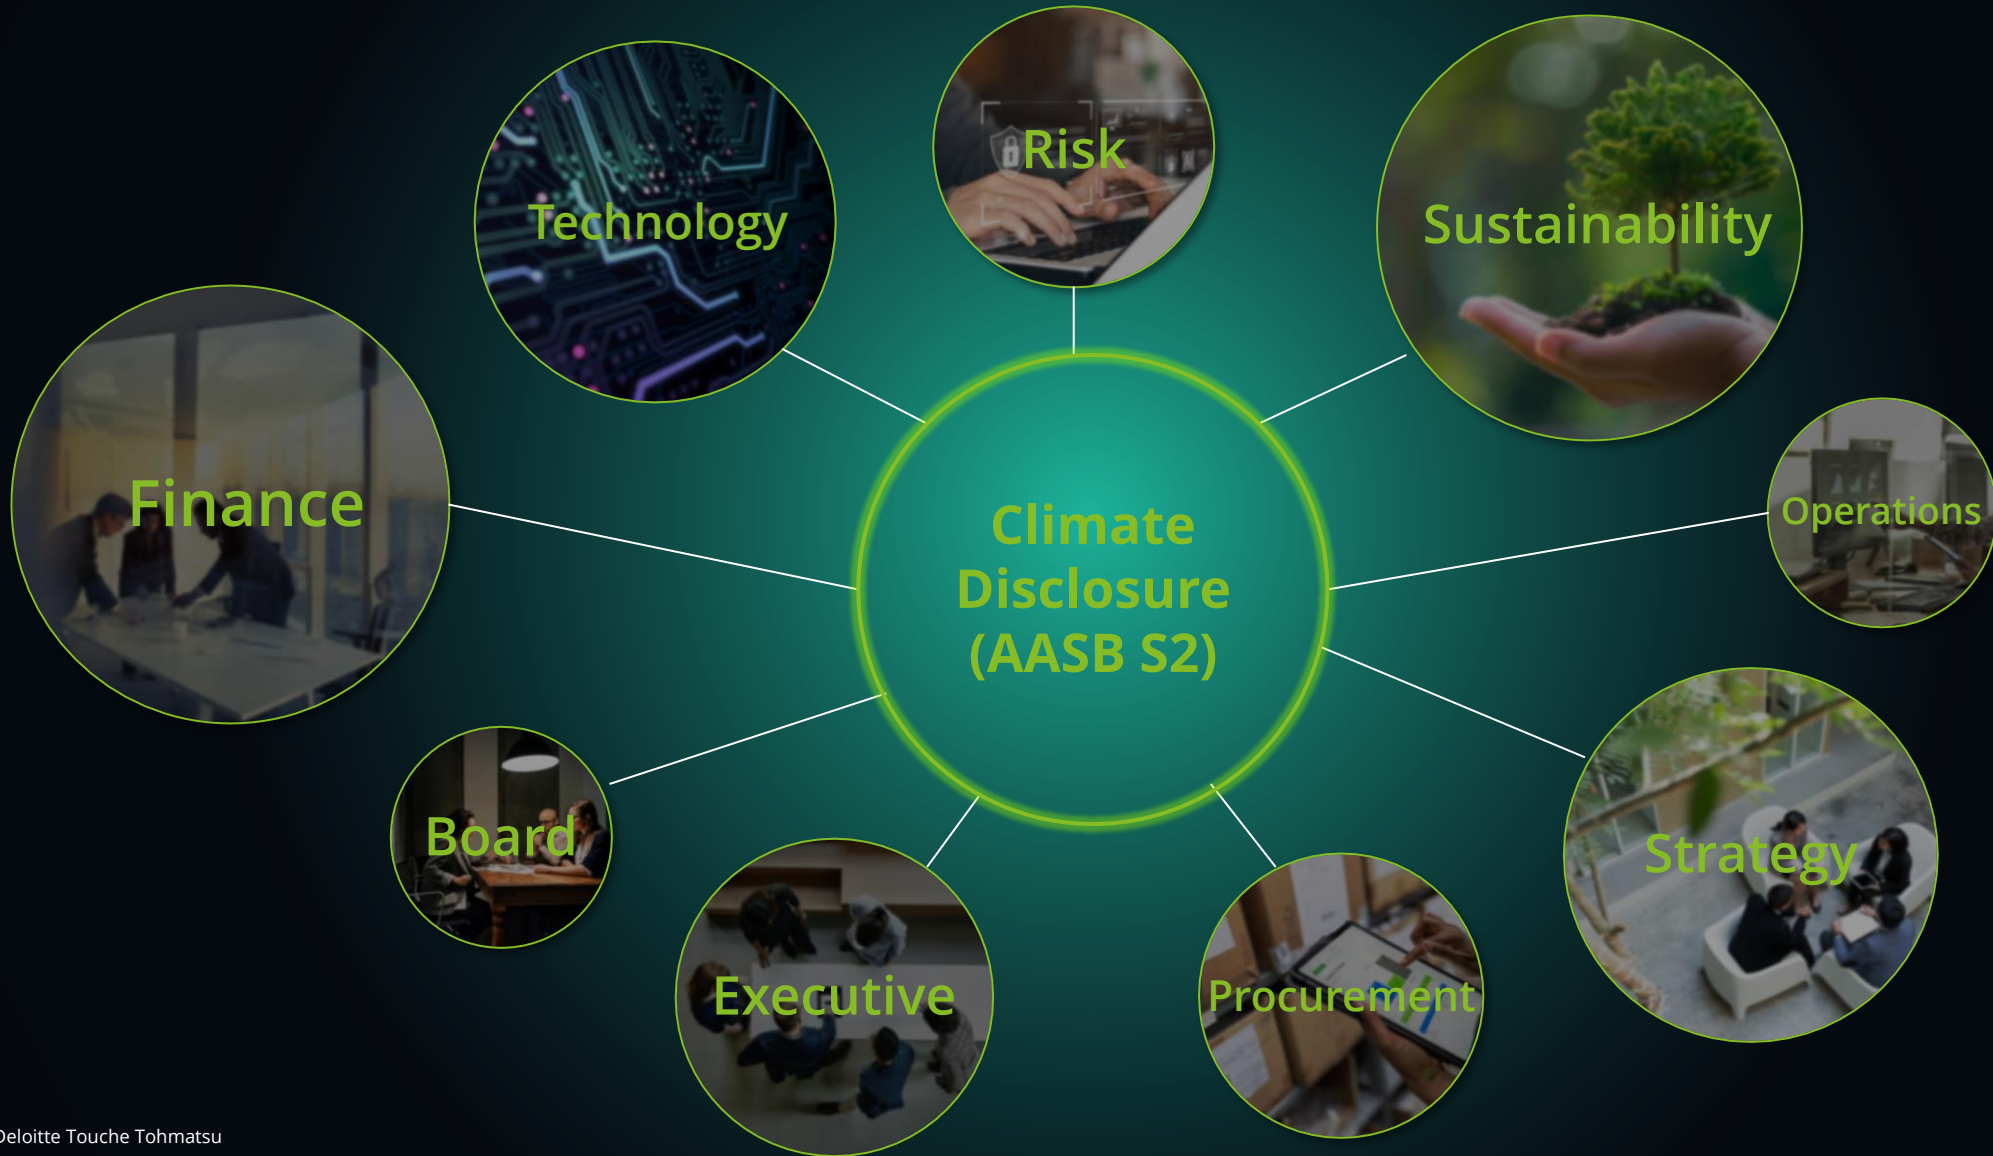 Risk
Technology
Sustainability
Finance
Operations
Climate
Disclosure
(AASB S2)
Board
Strategy
Executive
Procurement
Deloitte Touche Tohmatsu